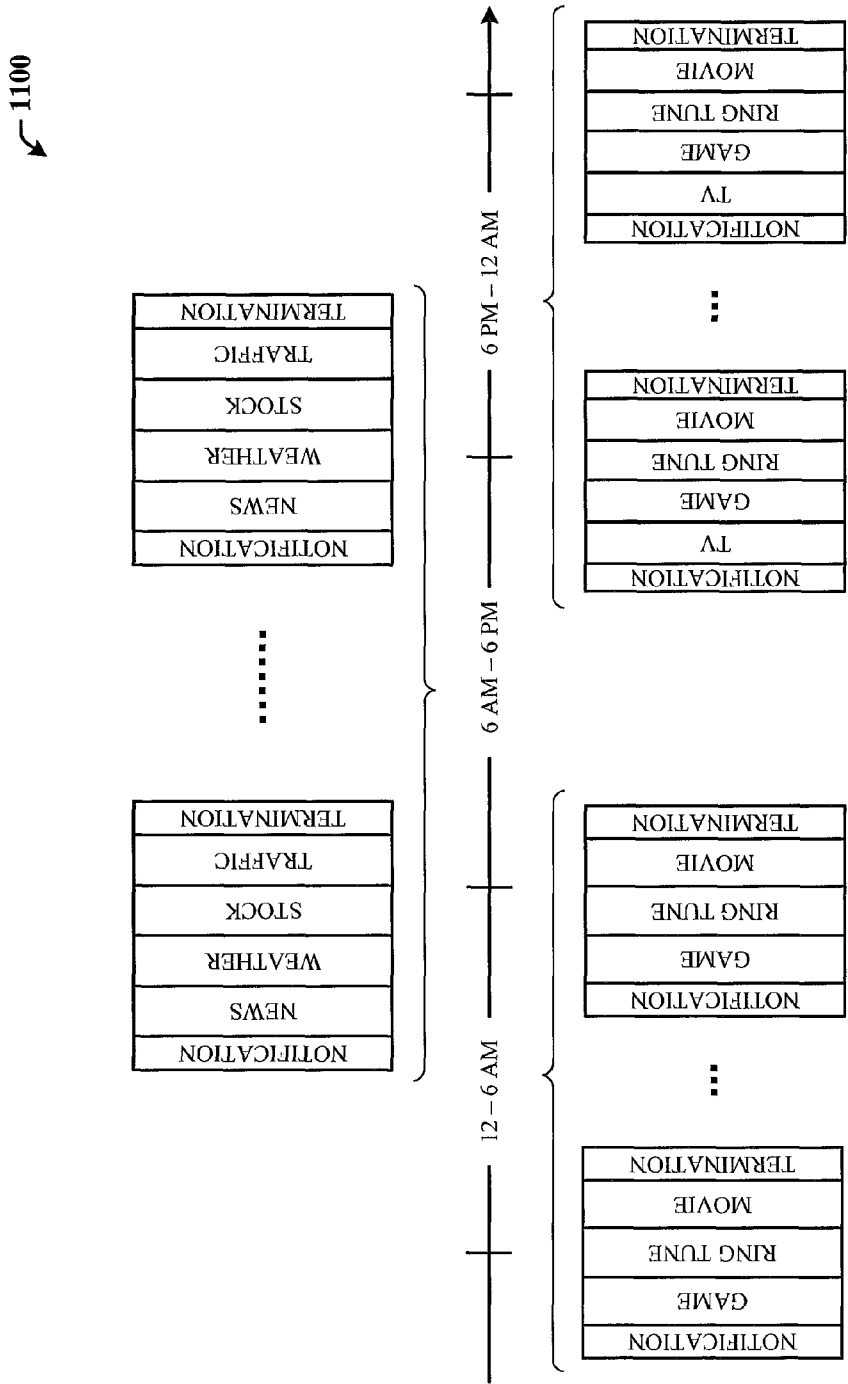 1100
NOTIFICATION
NEWS
WEATHER
STOCK
TRAFFIC
TERMINATION
NOTIFICATION
NEWS
WEATHER
STOCK
TRAFFIC
TERMINATION
12 – 6 AM
6 AM – 6 PM
6 PM – 12 AM
NOTIFICATION
GAME
RING TUNE
MOVIE
TERMINATION
NOTIFICATION
GAME
RING TUNE
MOVIE
TERMINATION
NOTIFICATION
TV
GAME
RING TUNE
MOVIE
TERMINATION
NOTIFICATION
TV
GAME
RING TUNE
MOVIE
TERMINATION